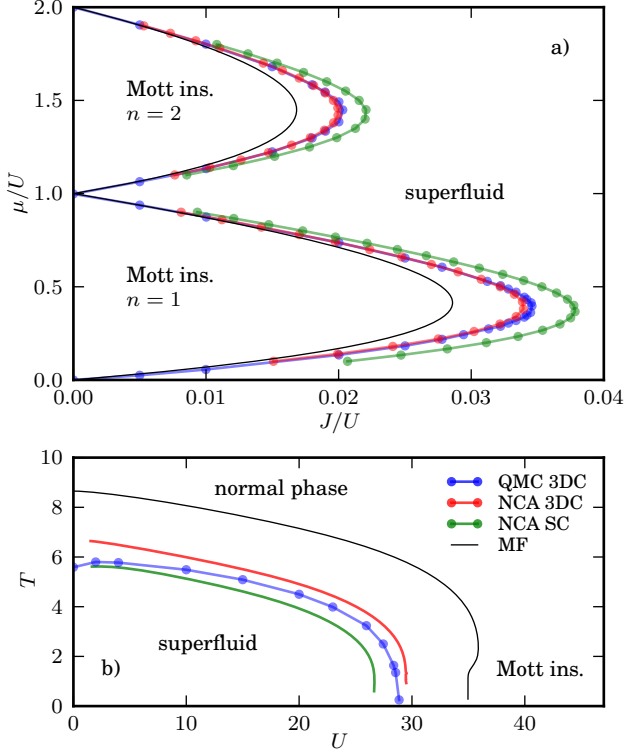 2.0
a)
Mott ins.
n = 2
1.5
μ/U
1.0
superfluid
Mott ins.
n = 1
0.5
0.0
0.00 0.01 0.02 0.03 0.04
J/U
10
normal phase
QMC 3DC
NCA 3DC
NCA SC
MF
8
6
T
4
superfluid
2
b)
Mott ins.
0
0 10 20 30 40
U